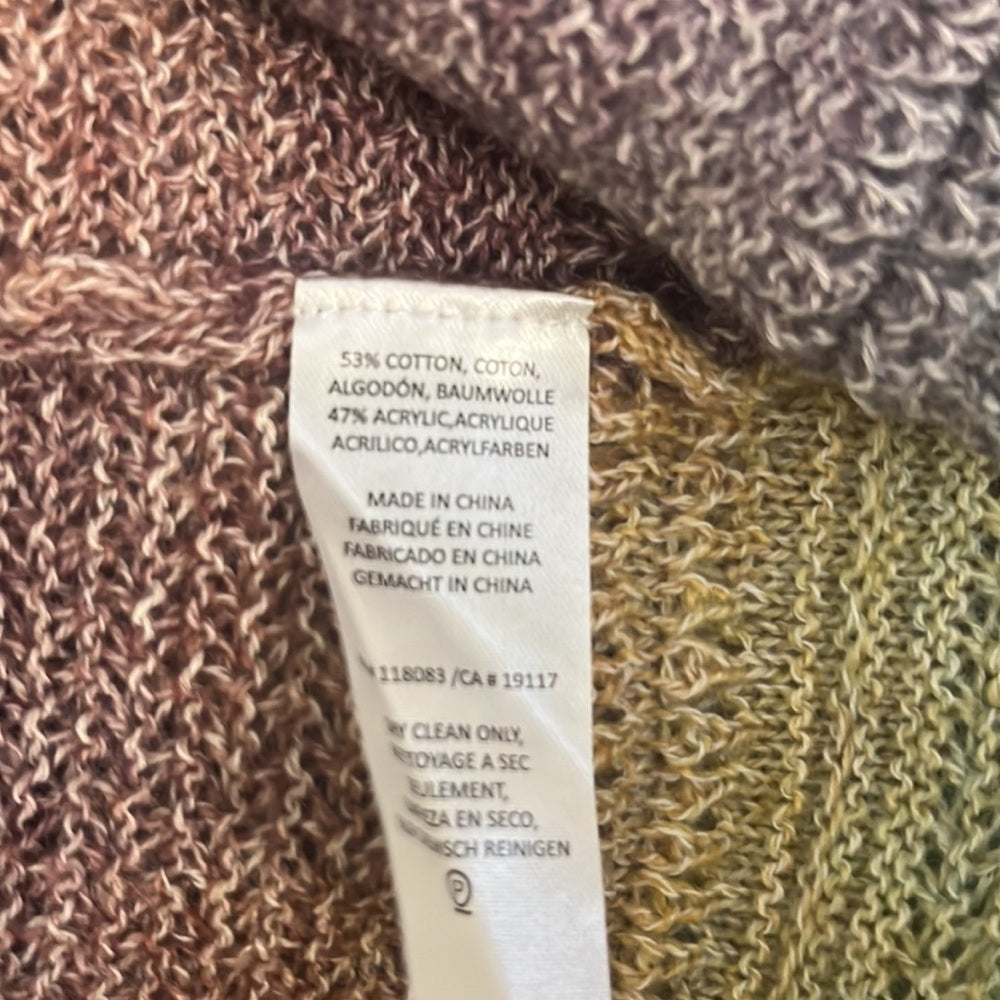 53% COTTON, COTON,
ALGODÓN, BAUMWOLLE
47% ACRYLIC,ACRYLIQUE
ACRILICO,ACRYLFARBEN
MADE IN CHINA
FABRIQUÉ EN CHINE
FABRICADO EN CHINA
GEMACHT IN CHINA
118083 /CA # 19117
CLEAN ONLY,
A SEC
EN SECO,
REINIGEN
P